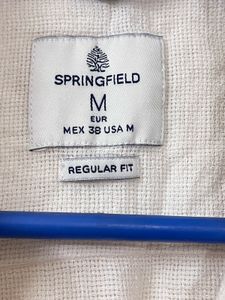 SPRINGFIELD
M
EUR
MEX 38 USA M
REGULAR FIT